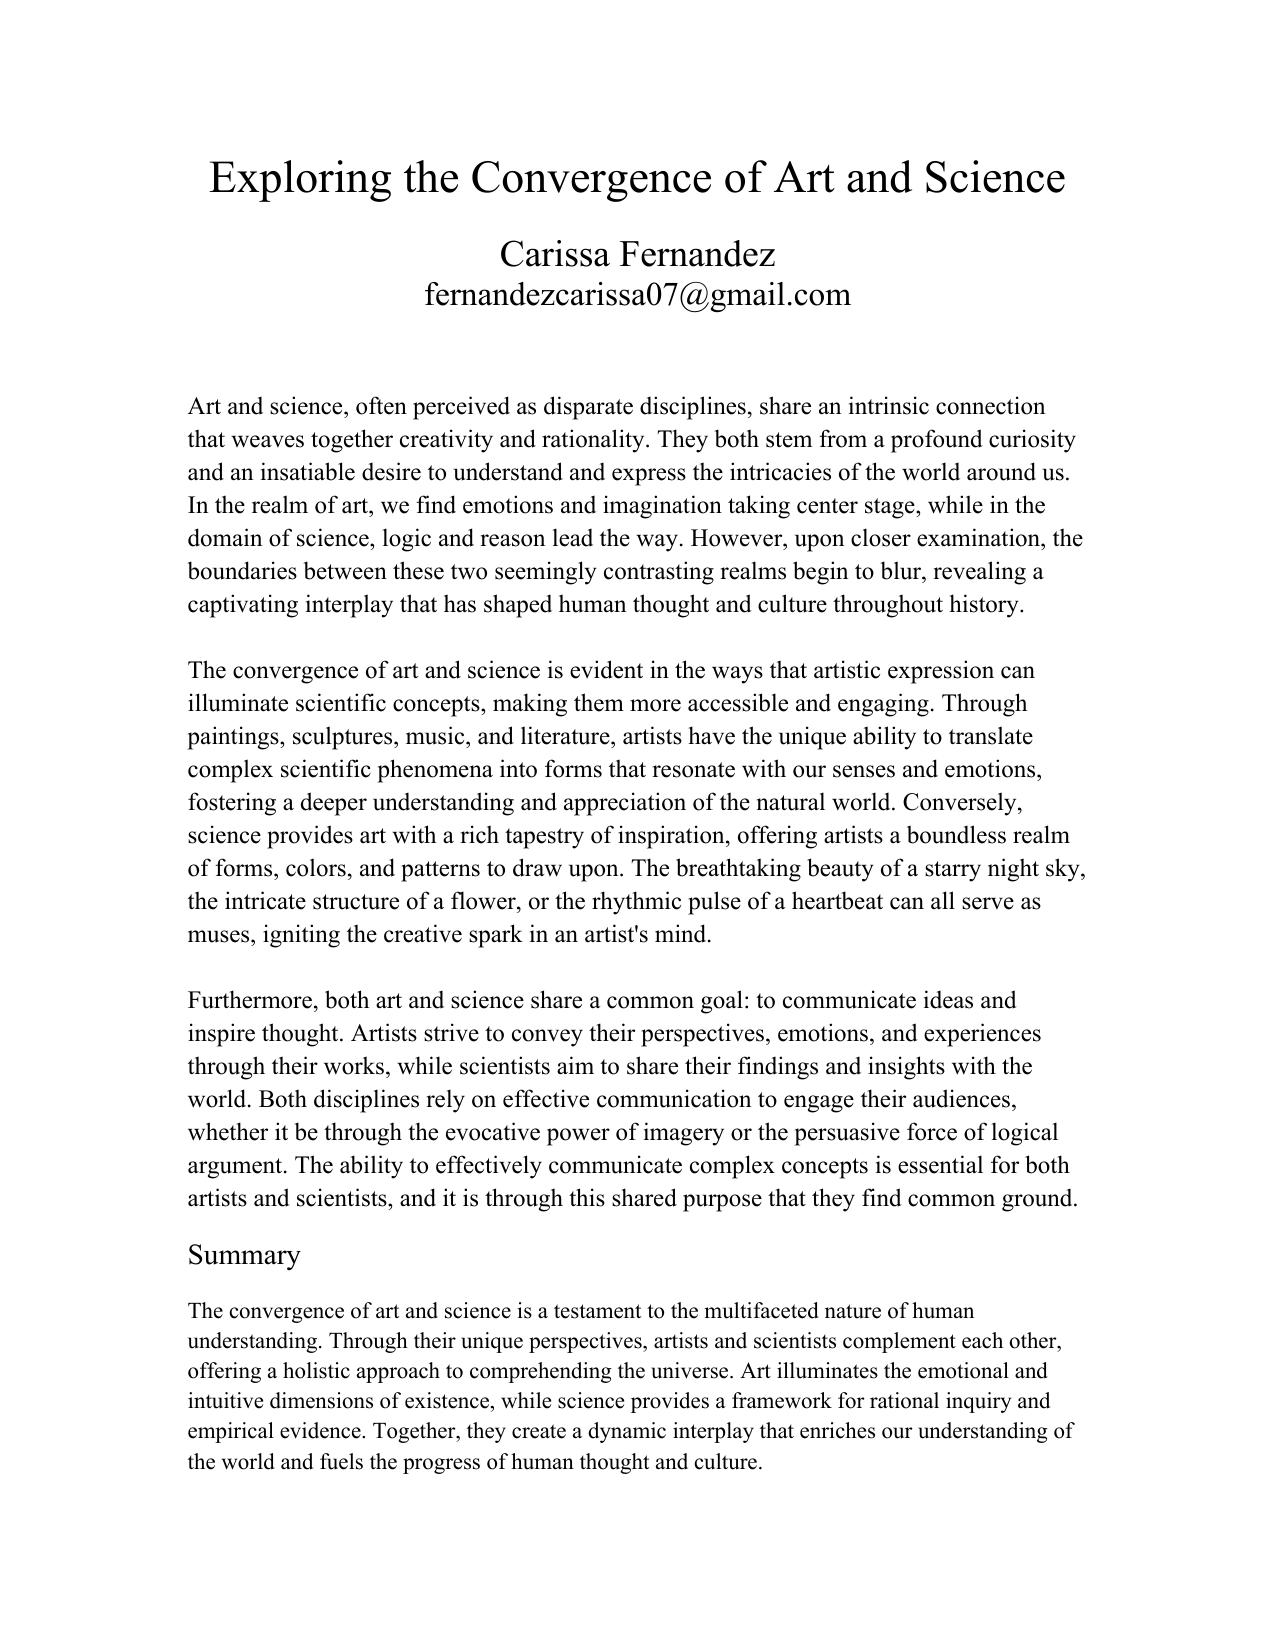 Exploring the Convergence of Art and Science
Carissa Fernandez
fernandezcarissa07@gmail.com
Art and science, often perceived as disparate disciplines, share an intrinsic connection
that weaves together creativity and rationality. They both stem from a profound curiosity
and an insatiable desire to understand and express the intricacies of the world around us.
In the realm of art, we find emotions and imagination taking center stage, while in the
domain of science, logic and reason lead the way. However, upon closer examination, the
boundaries between these two seemingly contrasting realms begin to blur, revealing a
captivating interplay that has shaped human thought and culture throughout history.
The convergence of art and science is evident in the ways that artistic expression can
illuminate scientific concepts, making them more accessible and engaging. Through
paintings, sculptures, music, and literature, artists have the unique ability to translate
complex scientific phenomena into forms that resonate with our senses and emotions,
fostering a deeper understanding and appreciation of the natural world. Conversely,
science provides art with a rich tapestry of inspiration, offering artists a boundless realm
of forms, colors, and patterns to draw upon. The breathtaking beauty of a starry night sky,
the intricate structure of a flower, or the rhythmic pulse of a heartbeat can all serve as
muses, igniting the creative spark in an artist's mind.
Furthermore, both art and science share a common goal: to communicate ideas and
inspire thought. Artists strive to convey their perspectives, emotions, and experiences
through their works, while scientists aim to share their findings and insights with the
world. Both disciplines rely on effective communication to engage their audiences,
whether it be through the evocative power of imagery or the persuasive force of logical
argument. The ability to effectively communicate complex concepts is essential for both
artists and scientists, and it is through this shared purpose that they find common ground.
Summary
The convergence of art and science is a testament to the multifaceted nature of human
understanding. Through their unique perspectives, artists and scientists complement each other,
offering a holistic approach to comprehending the universe. Art illuminates the emotional and
intuitive dimensions of existence, while science provides a framework for rational inquiry and
empirical evidence. Together, they create a dynamic interplay that enriches our understanding of
the world and fuels the progress of human thought and culture.